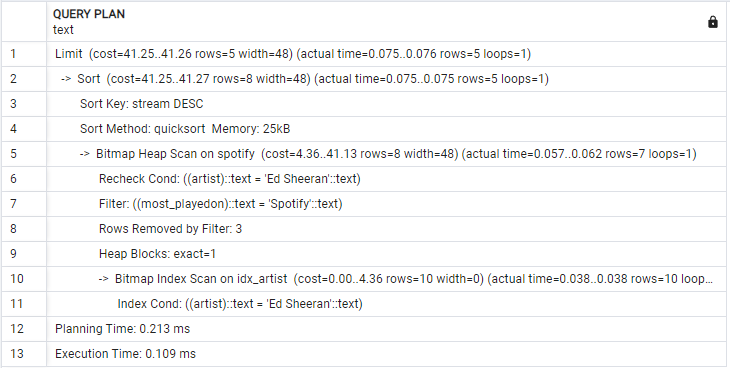 QUERY PLAN
text
1 Limit (cost=41.25..41.26 rows=5 width=48) (actual time=0.075..0.076 rows=5 loops=1)
2 -> Sort (cost=41.25..41.27 rows=8 width=48) (actual time=0.075..0.075 rows=5 loops=1)
3 Sort Key: stream DESC
4 Sort Method: quicksort Memory: 25kB
5 -> Bitmap Heap Scan on spotify (cost=4.36..41.13 rows=8 width=48) (actual time=0.057..0.062 rows=7 loops=1)
6 Recheck Cond: ((artist)::text = 'Ed Sheeran'::text)
7 Filter: ((most_playedon)::text = 'Spotify'::text)
8 Rows Removed by Filter: 3
9 Heap Blocks: exact=1
10 -> Bitmap Index Scan on idx_artist (cost=0.00..4.36 rows=10 width=0) (actual time=0.038..0.038 rows=10 loop...
11 Index Cond: ((artist)::text = 'Ed Sheeran'::text)
12 Planning Time: 0.213 ms
13 Execution Time: 0.109 ms